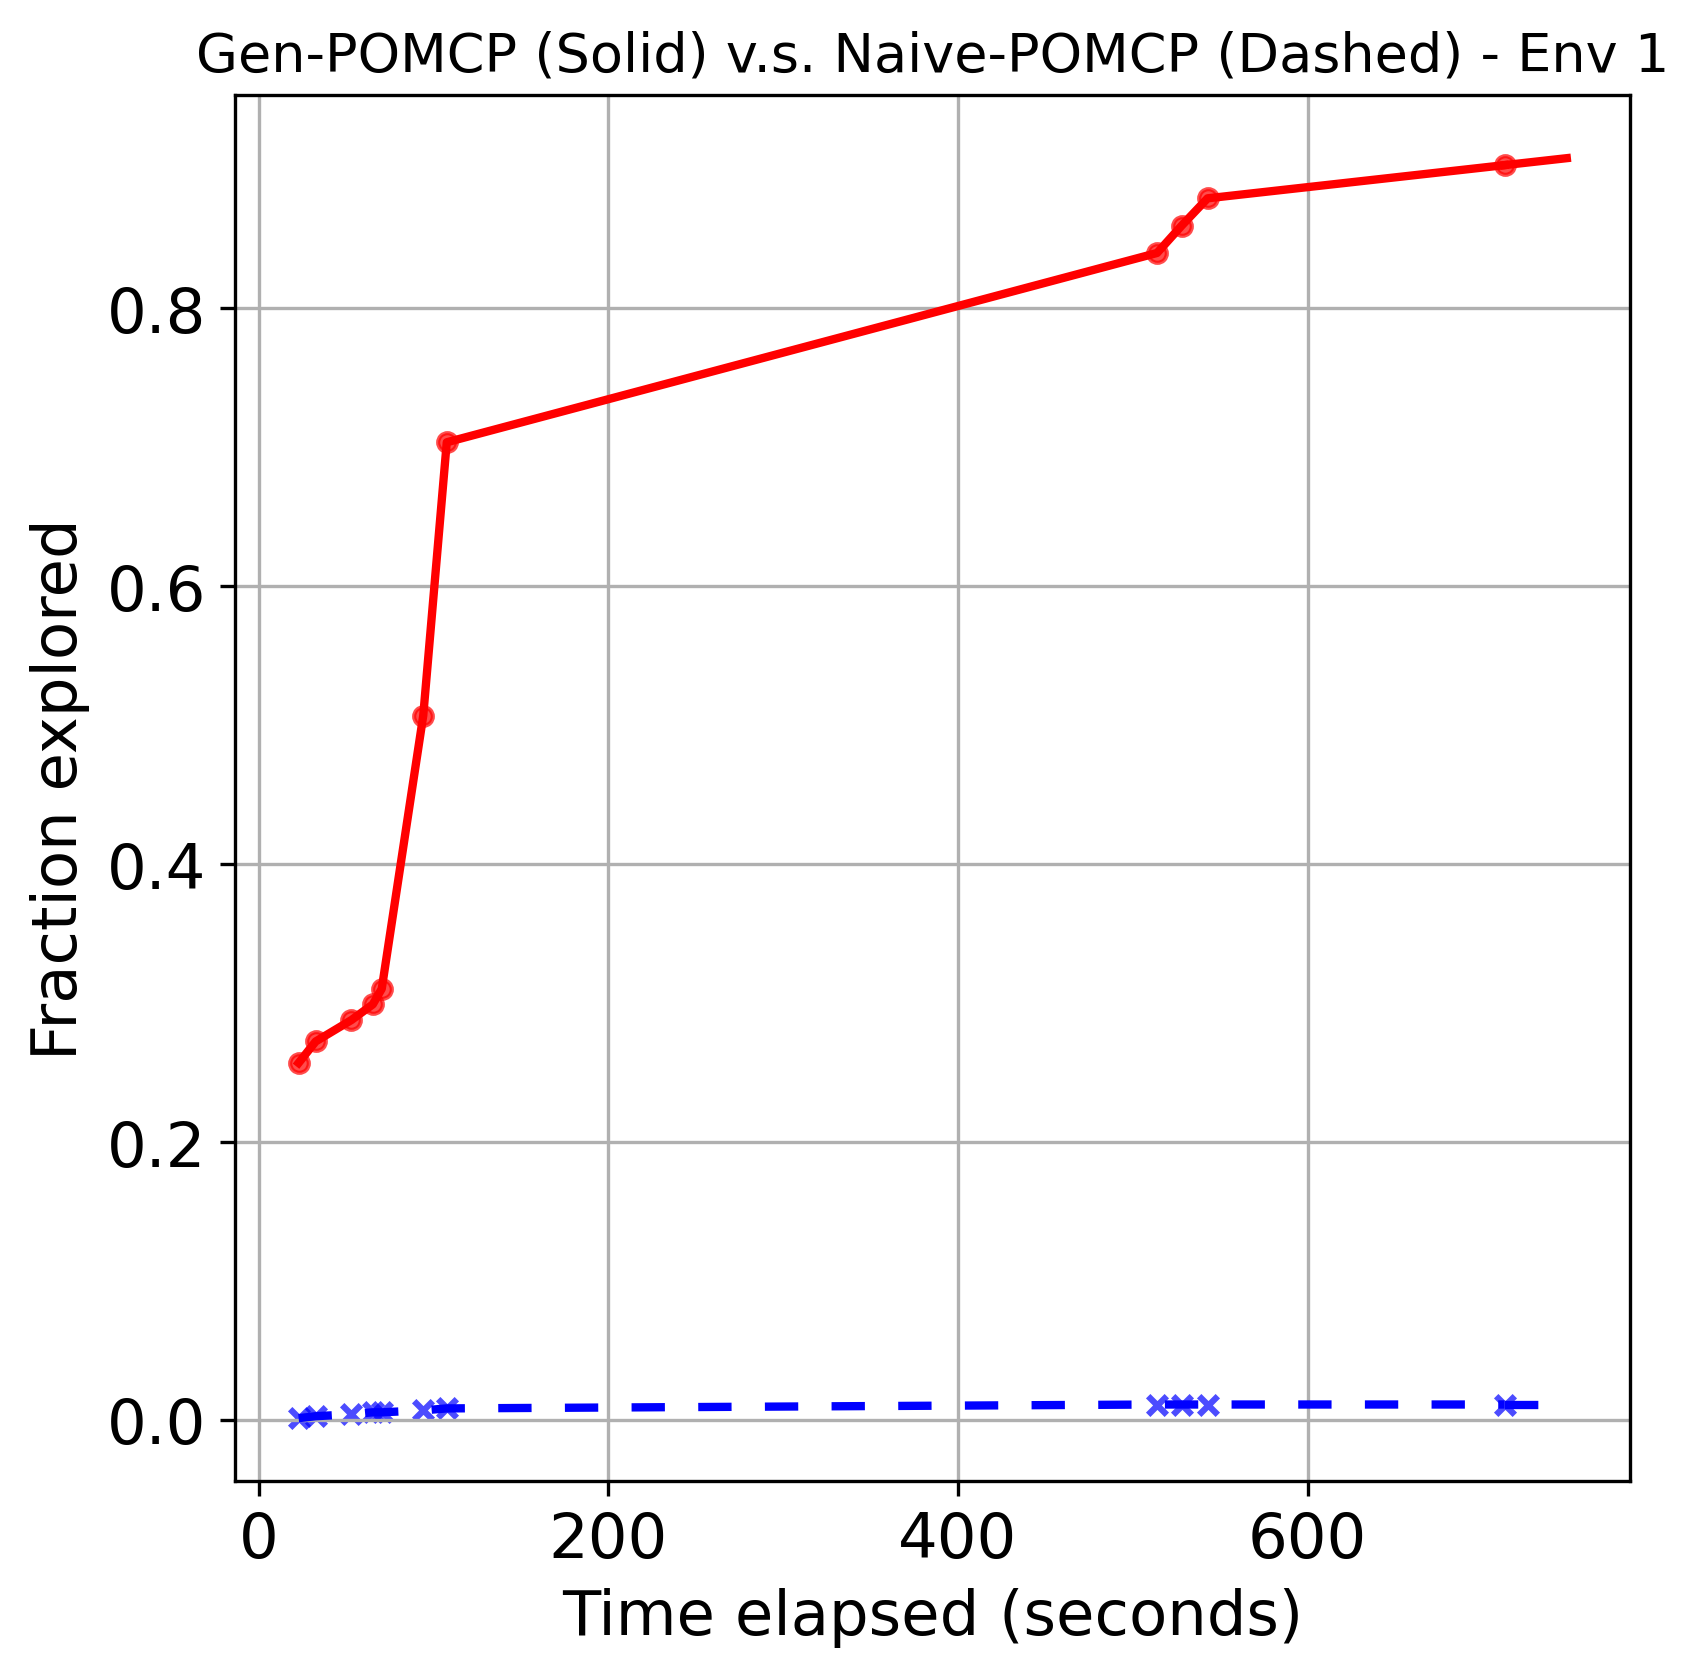 Gen-POMCP (Solid) v.s. Naive-POMCP (Dashed) - Env 1
Fraction explored
0.8
0.6
0.4
0.2
0.0
0 200 400 600
Time elapsed (seconds)